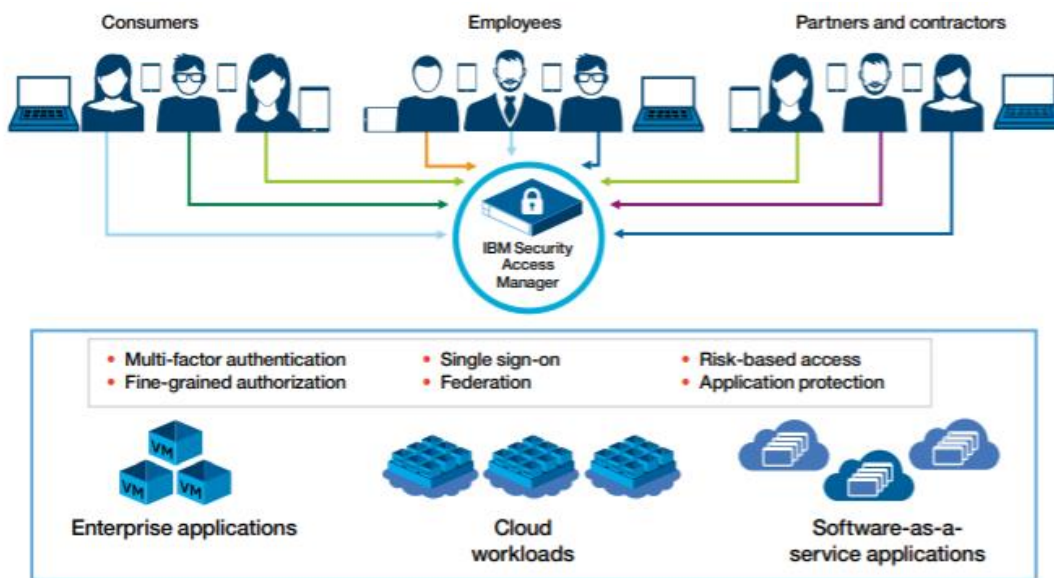 Consumers
Employees
Partners and contractors
IBM Security
Access
Manager
• Multi-factor authentication
• Fine-grained authorization
• Single sign-on
• Federation
• Risk-based access
• Application protection
VM
VM
VM
Enterprise applications
Cloud
workloads
Software-as-a-
service applications